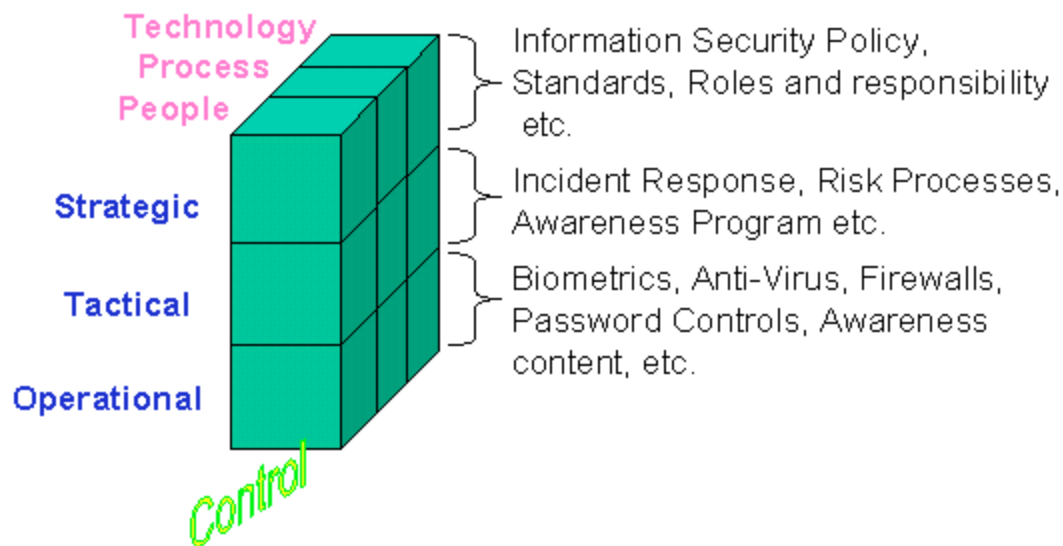 Technology
Process
People
Strategic
Tactical
Operational
Control
Information Security Policy,
Standards, Roles and responsibility
etc.
Incident Response, Risk Processes,
Awareness Program etc.
Biometrics, Anti-Virus, Firewalls,
Password Controls, Awareness
content, etc.